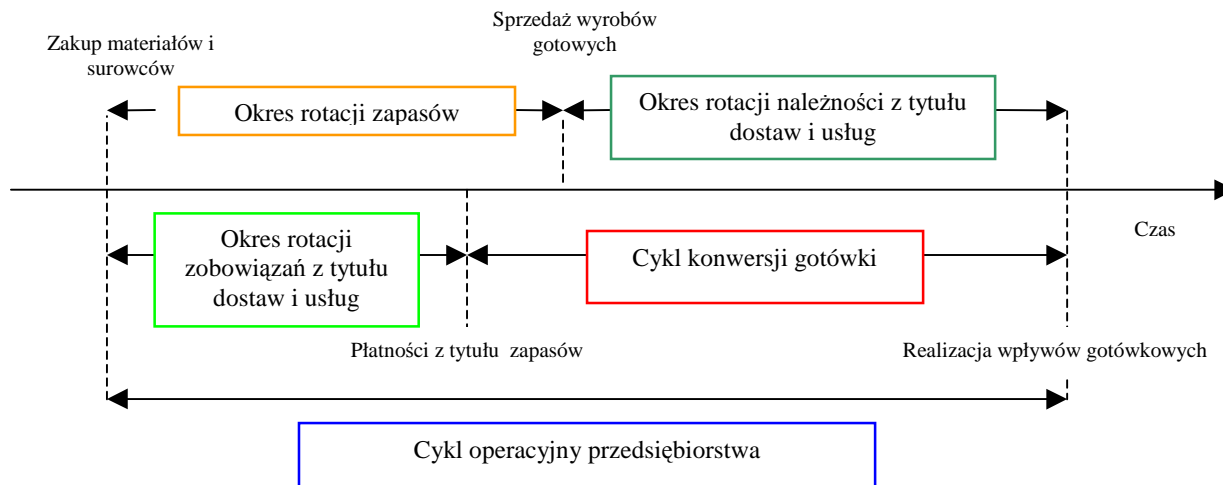 Sprzedaż wyrobów
gotowych
Zakup materiałów i
surowców
Okres rotacji zapasów
Okres rotacji należności z tytułu
dostaw i usług
Czas
Okres rotacji
zobowiązań z tytułu
dostaw i usług
Cykl konwersji gotówki
Płatności z tytułu zapasów
Realizacja wpływów gotówkowych
Cykl operacyjny przedsiębiorstwa